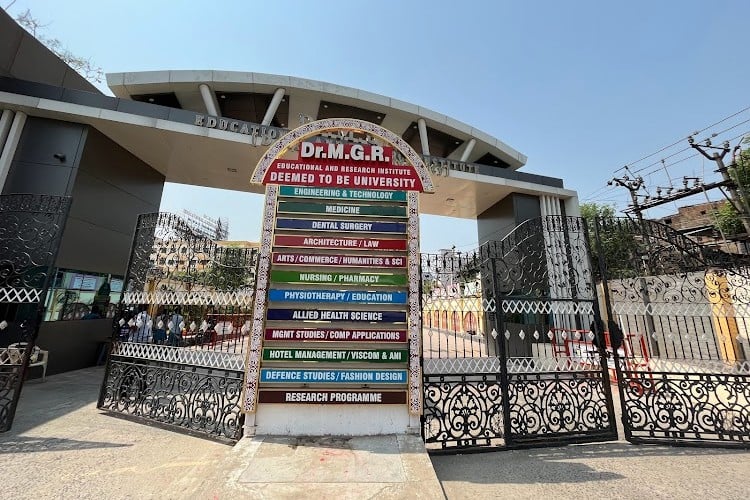 EDUCATION
Dr.M.G.R.
EDUCATIONAL AND RESEARCH INSTITUTE
DEEMED TO BE UNIVERSITY
ENGINEERING & TECHNOLOGY
MEDICINE
DENTAL SURGERY
ARCHITECTURE / LAW
ARTS / COMMERCE / HUMANITIES & SCI
NURSING / PHARMACY
PHYSIOTHERAPY / EDUCATION
ALLIED HEALTH SCIENCE
MGMT STUDIES / COMP APPLICATIONS
HOTEL MANAGEMENT / VISCOM & ANI
DEFENCE STUDIES / FASHION DESIGN
RESEARCH PROGRAMME